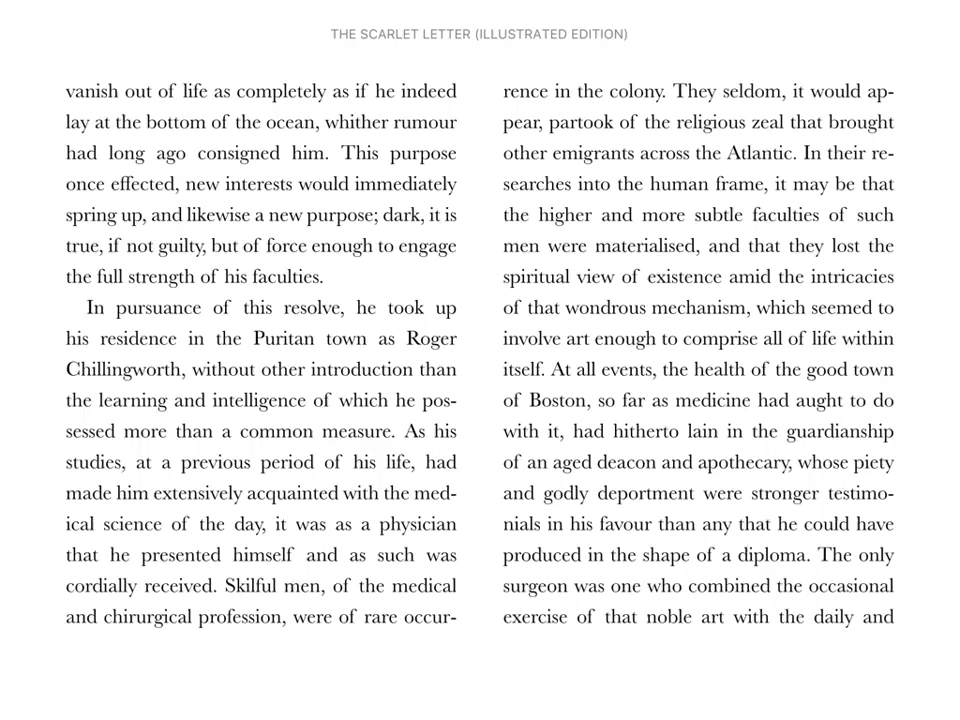 THE SCARLET LETTER (ILLUSTRATED EDITION)
vanish out of life as completely as if he indeed
lay at the bottom of the ocean, whither rumour
had long ago consigned him. This purpose
once effected, new interests would immediately
spring up, and likewise a new purpose; dark, it is
true, if not guilty, but of force enough to engage
the full strength of his faculties.
In pursuance of this resolve, he took up
his residence in the Puritan town as Roger
Chillingworth, without other introduction than
the learning and intelligence of which he pos-
sessed more than a common measure. As his
studies, at a previous period of his life, had
made him extensively acquainted with the med-
ical science of the day, it was as a physician
that he presented himself and as such was
cordially received. Skilful men, of the medical
and chirurgical profession, were of rare occur-
rence in the colony. They seldom, it would ap-
pear, partook of the religious zeal that brought
other emigrants across the Atlantic. In their re-
searches into the human frame, it may be that
the higher and more subtle faculties of such
men were materialised, and that they lost the
spiritual view of existence amid the intricacies
of that wondrous mechanism, which seemed to
involve art enough to comprise all of life within
itself. At all events, the health of the good town
of Boston, so far as medicine had aught to do
with it, had hitherto lain in the guardianship
of an aged deacon and apothecary, whose piety
and godly deportment were stronger testimo-
nials in his favour than any that he could have
produced in the shape of a diploma. The only
surgeon was one who combined the occasional
exercise of that noble art with the daily and